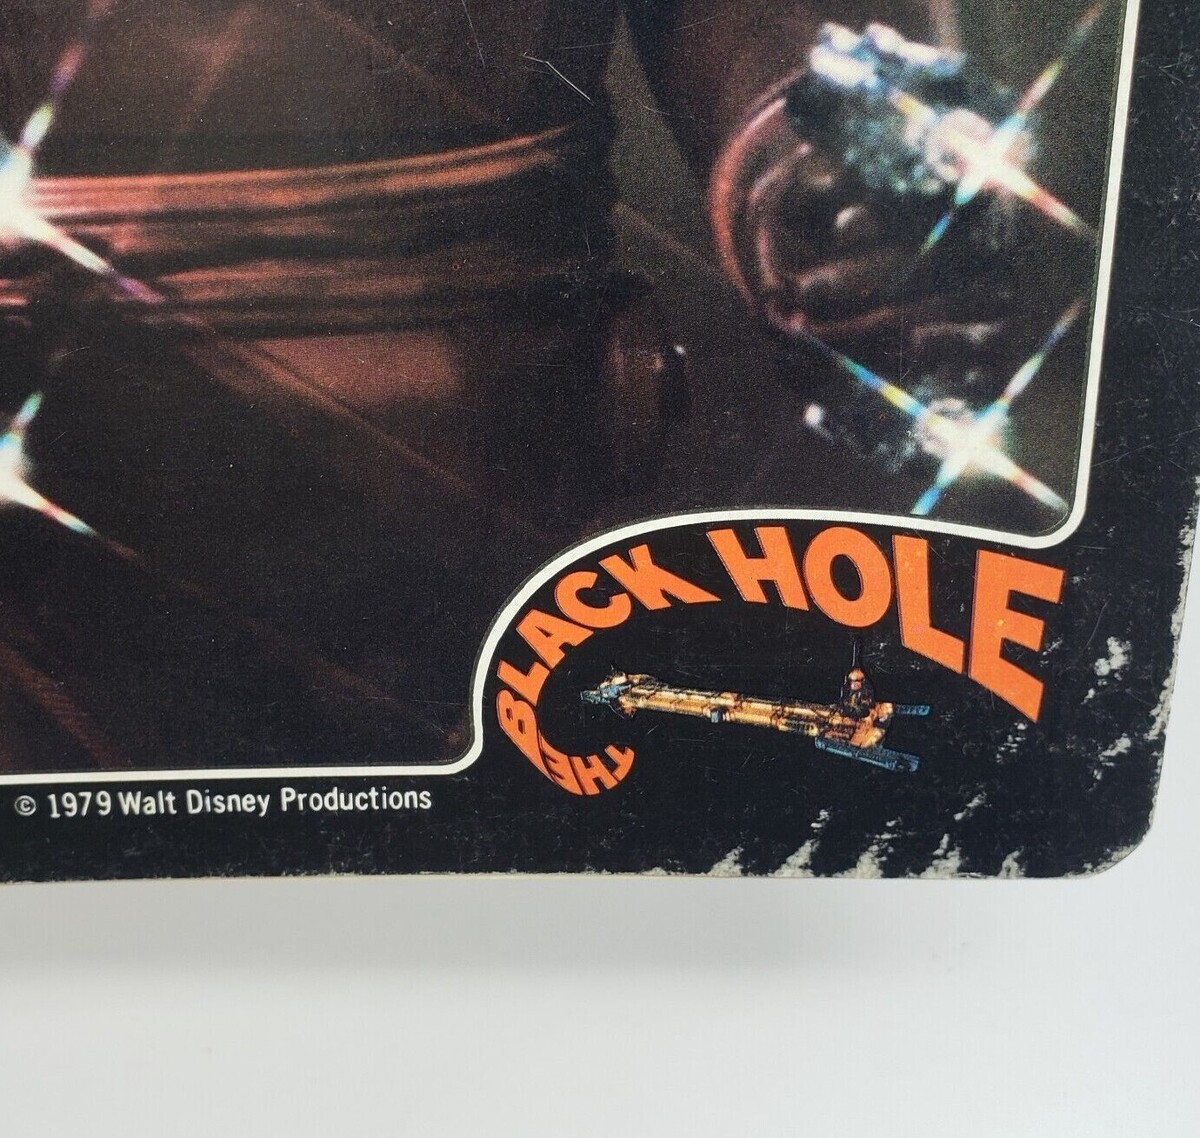 THE BLACK HOLE
© 1979 Walt Disney Productions